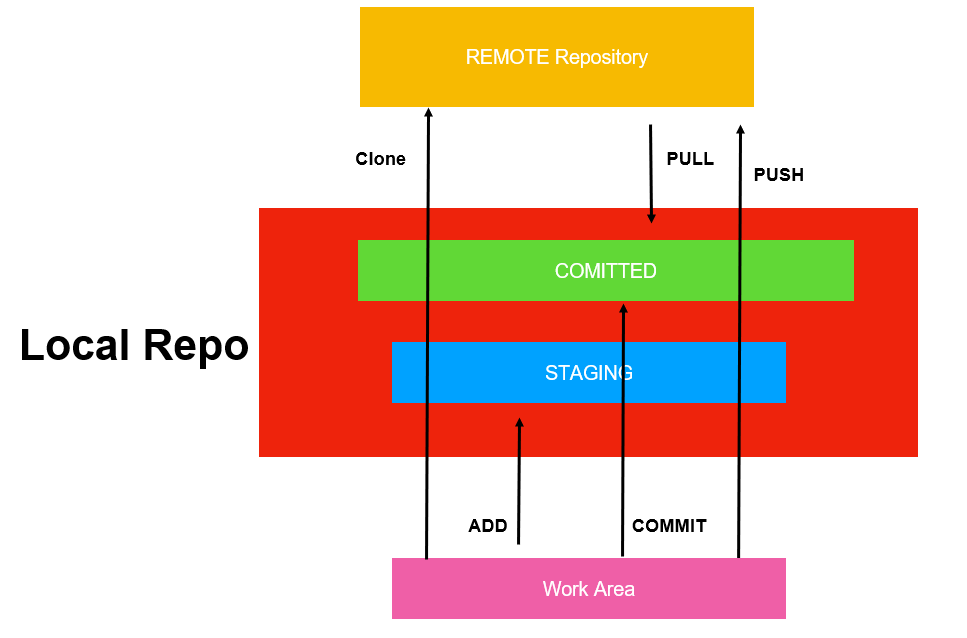 REMOTE Repository
Clone
PULL
PUSH
COMITTED
Local Repo
STAGING
ADD
COMMIT
Work Area